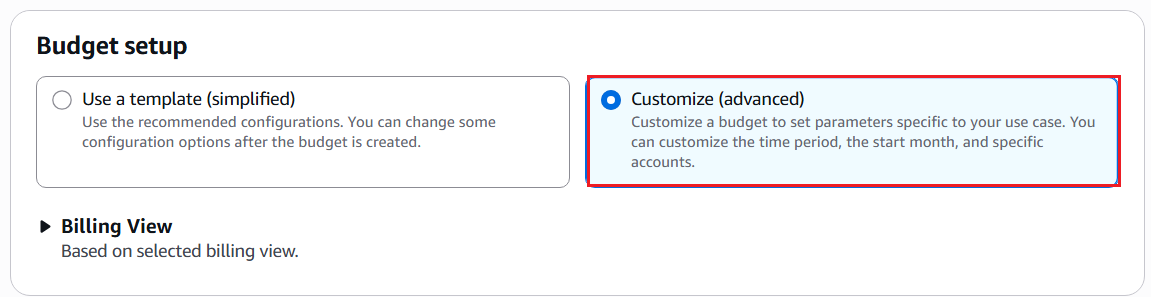 Budget setup
Use a template (simplified)
Use the recommended configurations. You can change some
configuration options after the budget is created.
Customize (advanced)
Customize a budget to set parameters specific to your use case. You
can customize the time period, the start month, and specific
accounts.
Billing View
Based on selected billing view.